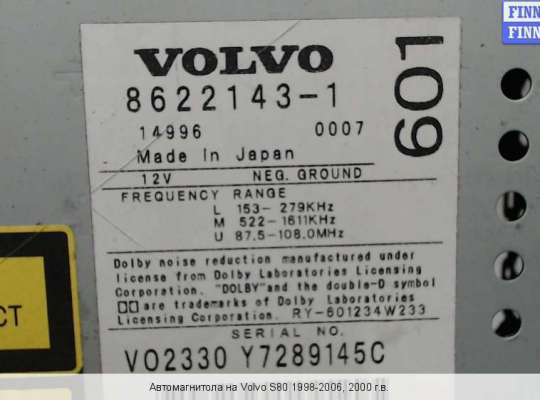 FINN
FINN
VOLVO
601
8622143-1
14996 0007
Made in Japan
12V NEG. GROUND
FREQUENCY RANGE
L 153- 279KHz
M 522-1611KHz
U 87.5-108.0MHz
Dolby noise reduction manufactured under
license from Dolby Laboratories Licensing
Corporation. "DOLBY"and the double-D symbol
are trademarks of Dolby Laboratories
Licensing Corporation. RY-601234W233
SERIAL NO.
VO2330 Y7289145C
CT
Автомагнитола на Volvo S80 1998-2006, 2000 г.в.